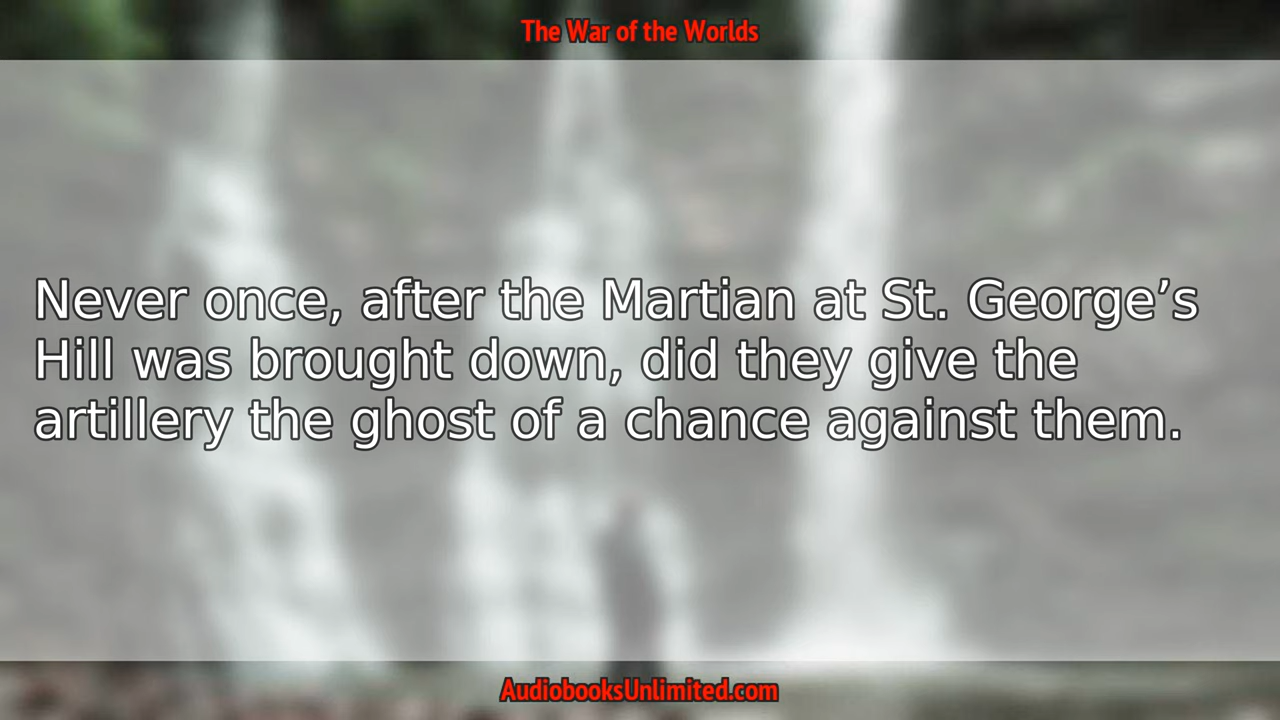 The War of the Worlds
Never once, after the Martian at St. George’s
Hill was brought down, did they give the
artillery the ghost of a chance against them.
AudiobooksUnlimited.com